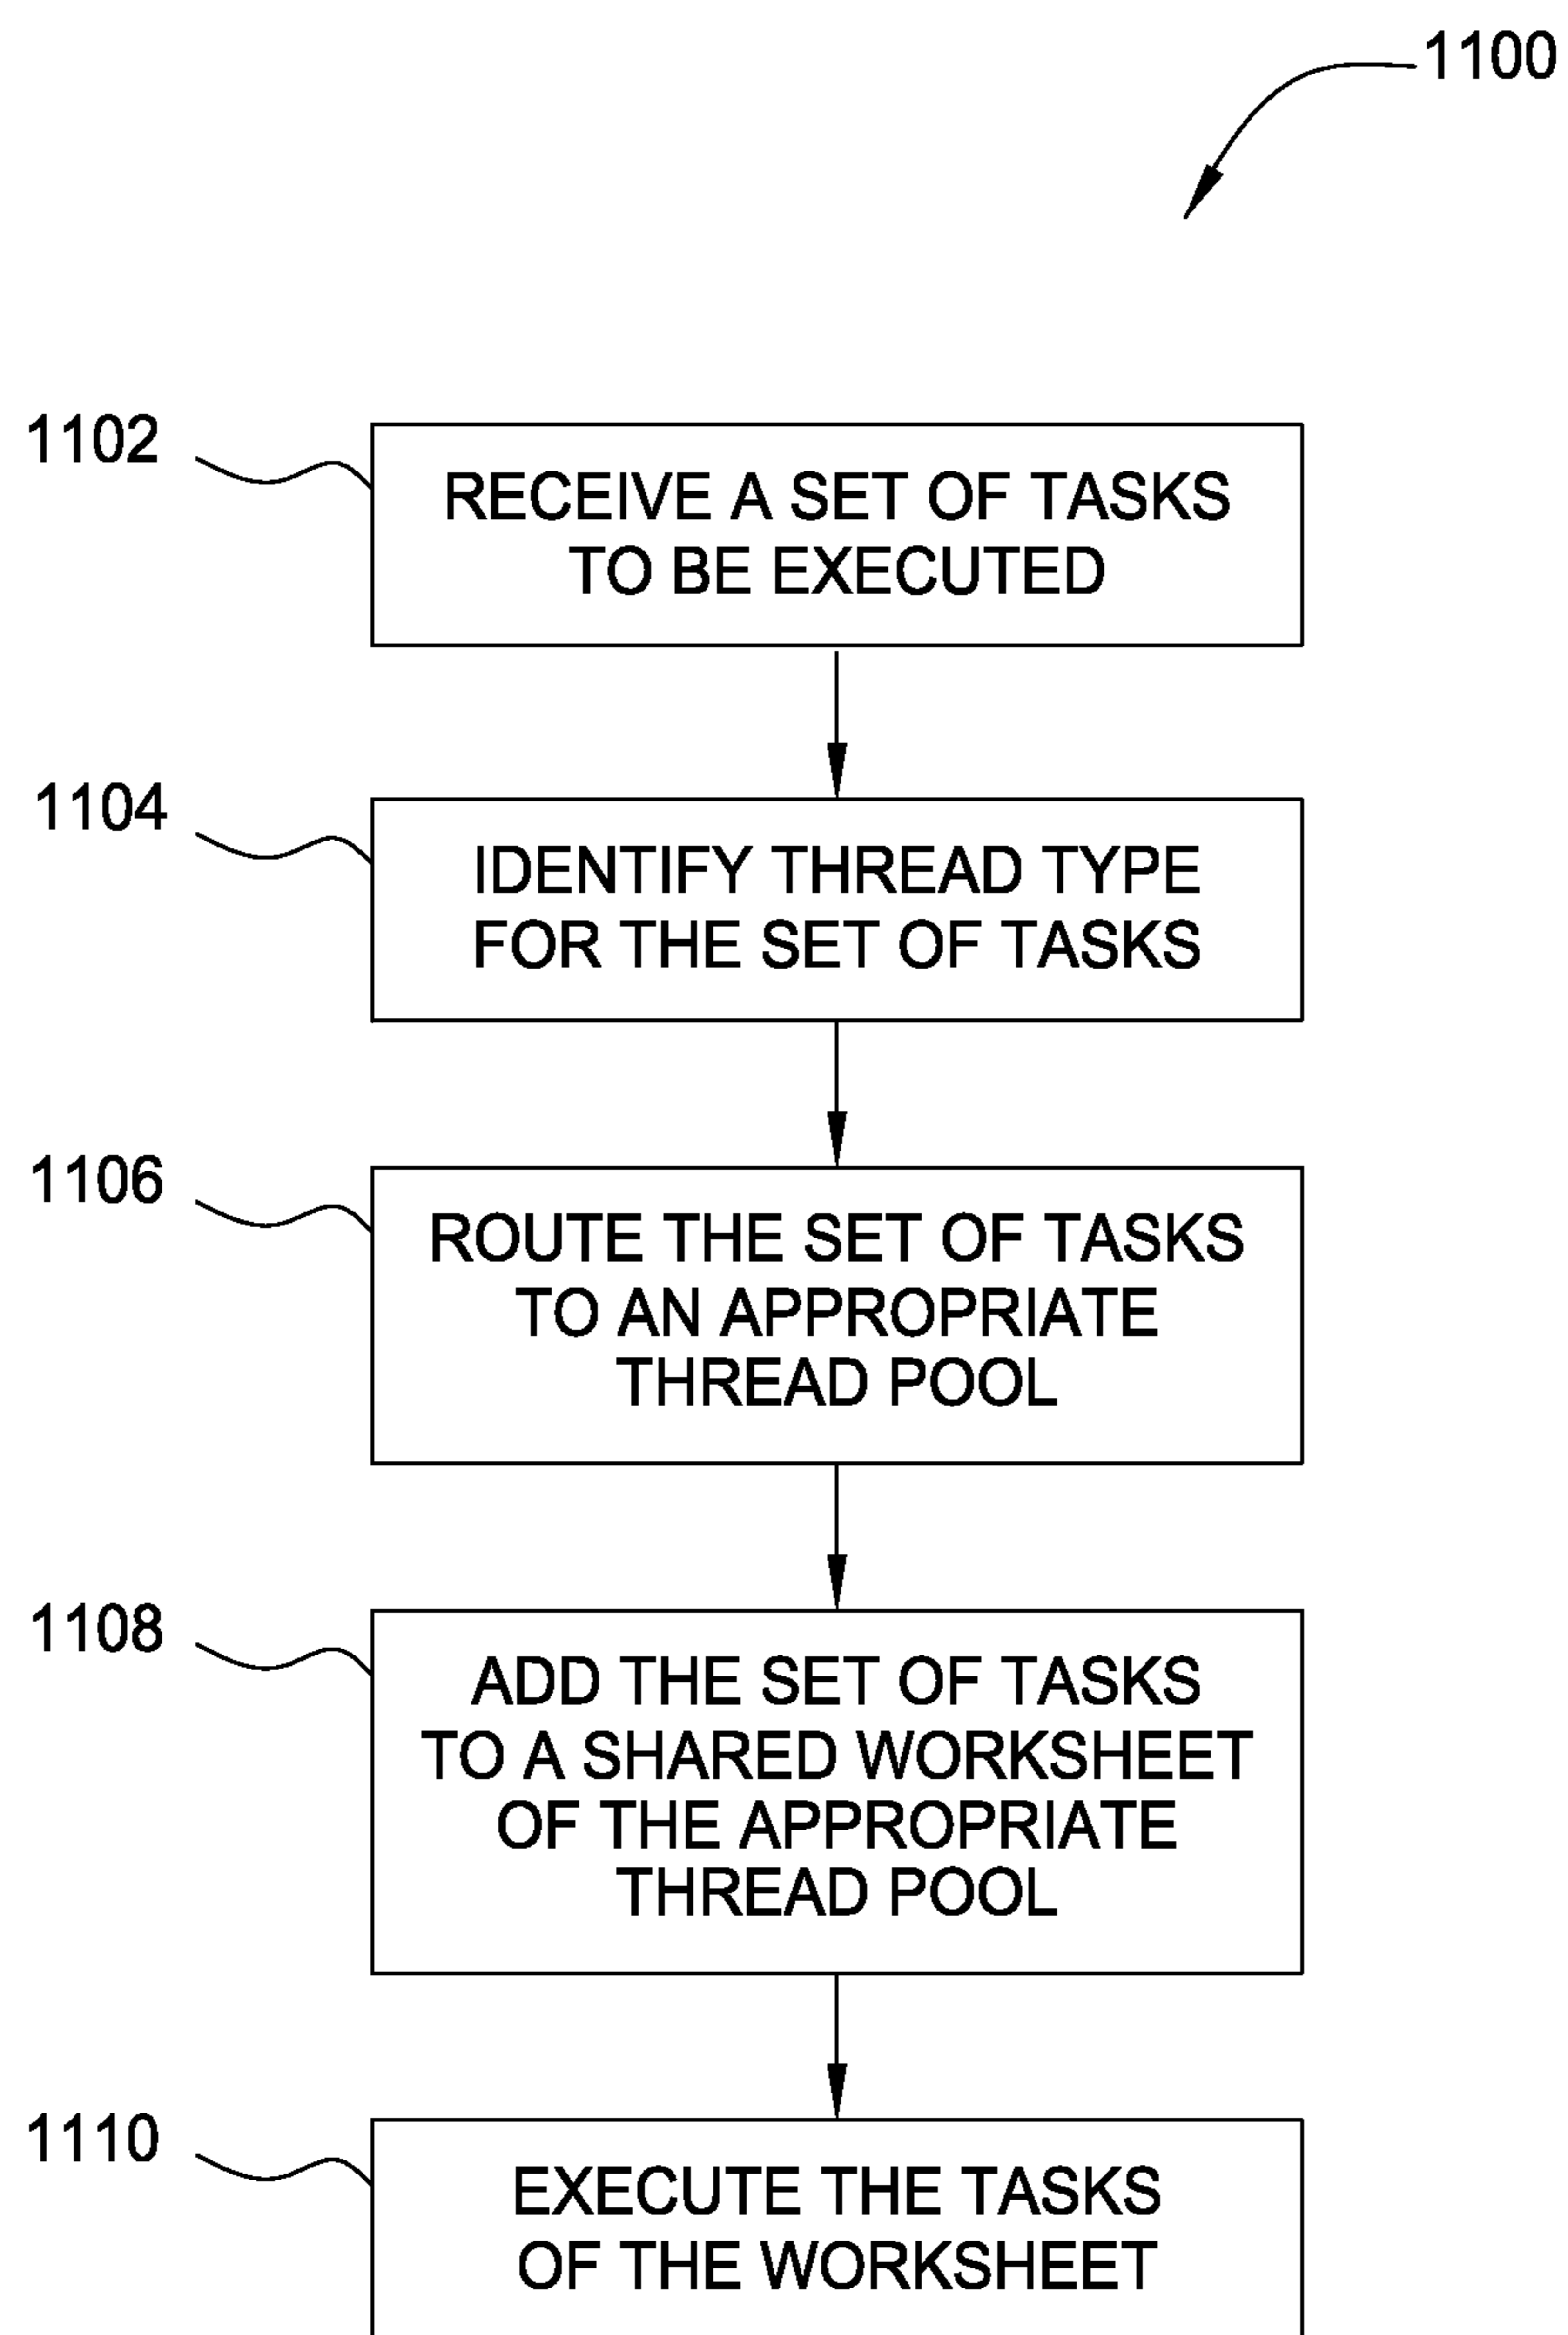 1100
1102
RECEIVE A SET OF TASKS
TO BE EXECUTED
1104
IDENTIFY THREAD TYPE
FOR THE SET OF TASKS
1106
ROUTE THE SET OF TASKS
TO AN APPROPRIATE
THREAD POOL
1108
ADD THE SET OF TASKS
TO A SHARED WORKSHEET
OF THE APPROPRIATE
THREAD POOL
1110
EXECUTE THE TASKS
OF THE WORKSHEET